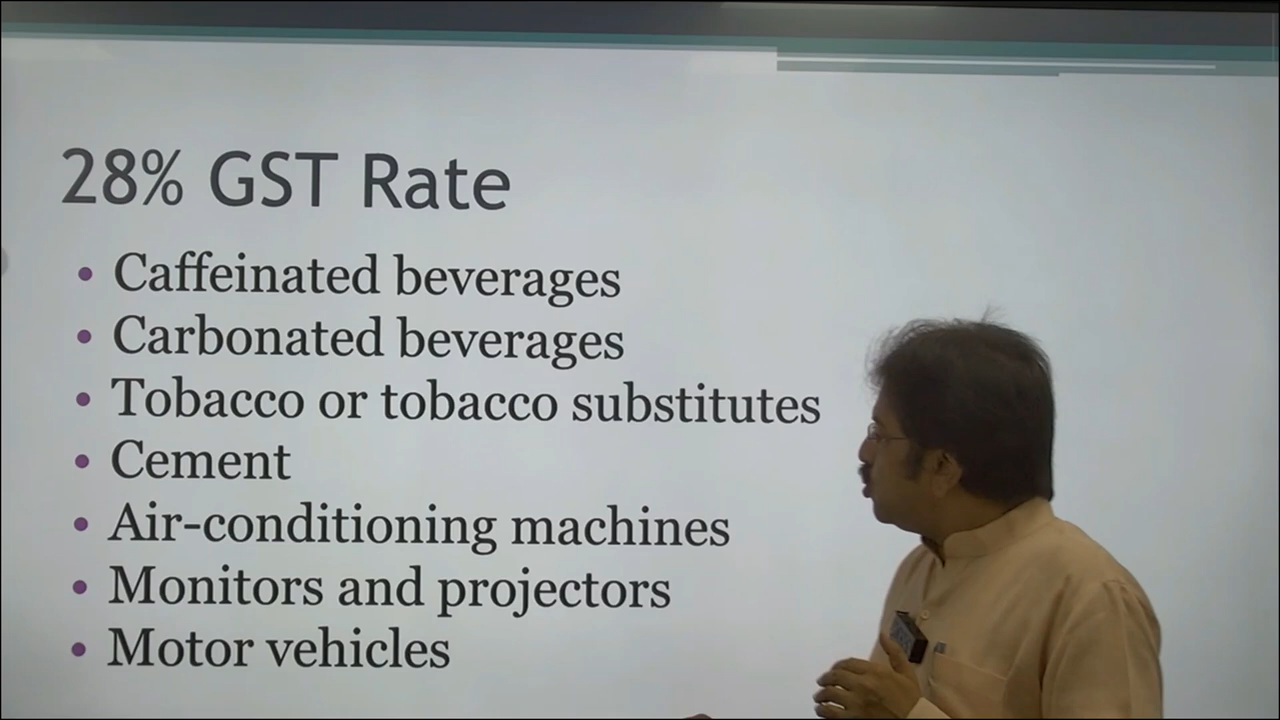 28% GST Rate
• Caffeinated beverages
• Carbonated beverages
• Tobacco or tobacco substitutes
• Cement
• Air-conditioning machines
• Monitors and projectors
• Motor vehicles